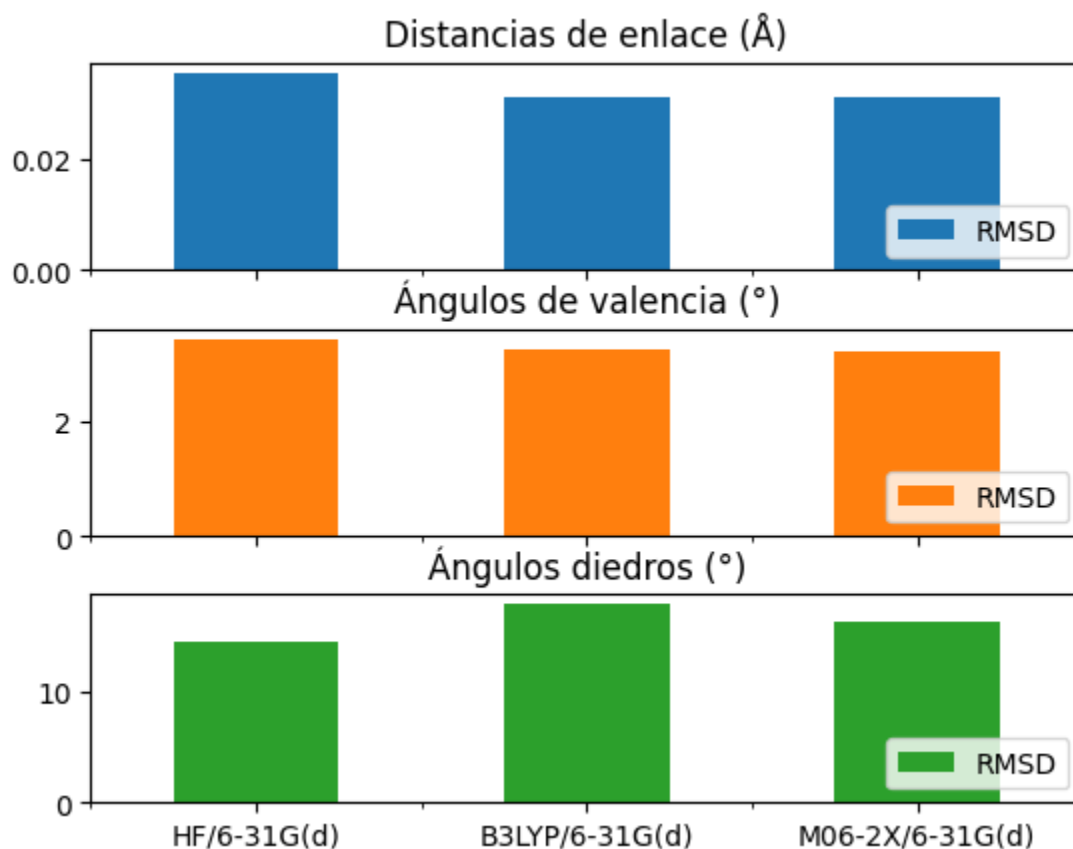 Distancias de enlace (Å)
0.02
0.00
RMSD
Ángulos de valencia (°)
2
0
RMSD
Ángulos diedros (°)
10
0
RMSD
HF/6-31G(d) B3LYP/6-31G(d) M06-2X/6-31G(d)